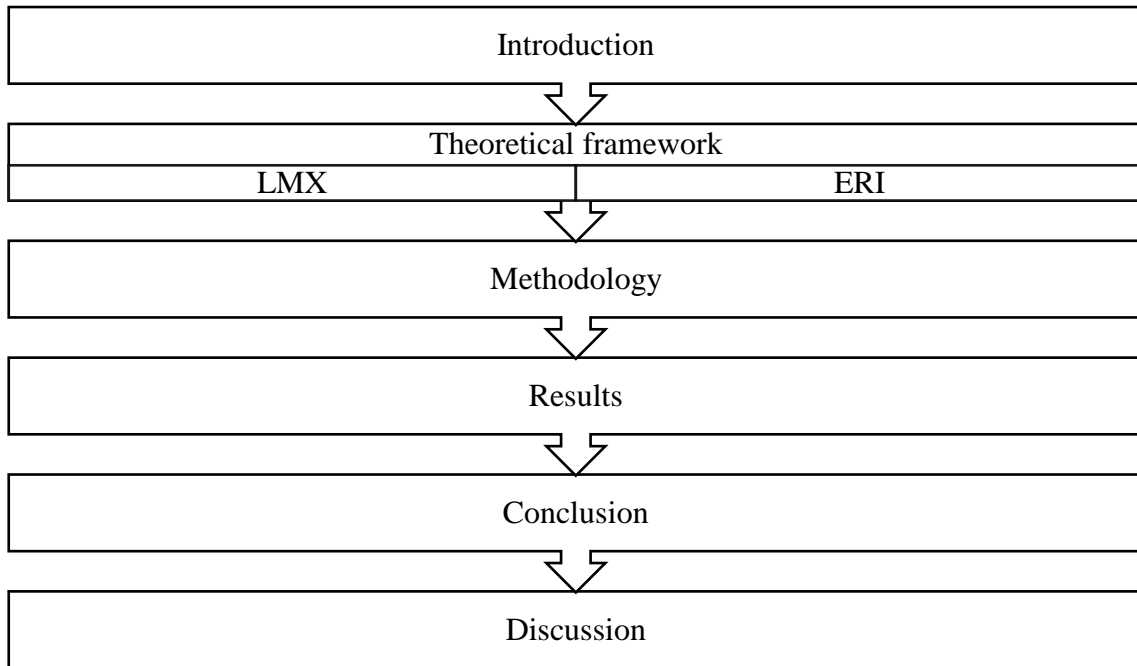 Introduction
Theoretical framework
LMX
ERI
Methodology
Results
Conclusion
Discussion